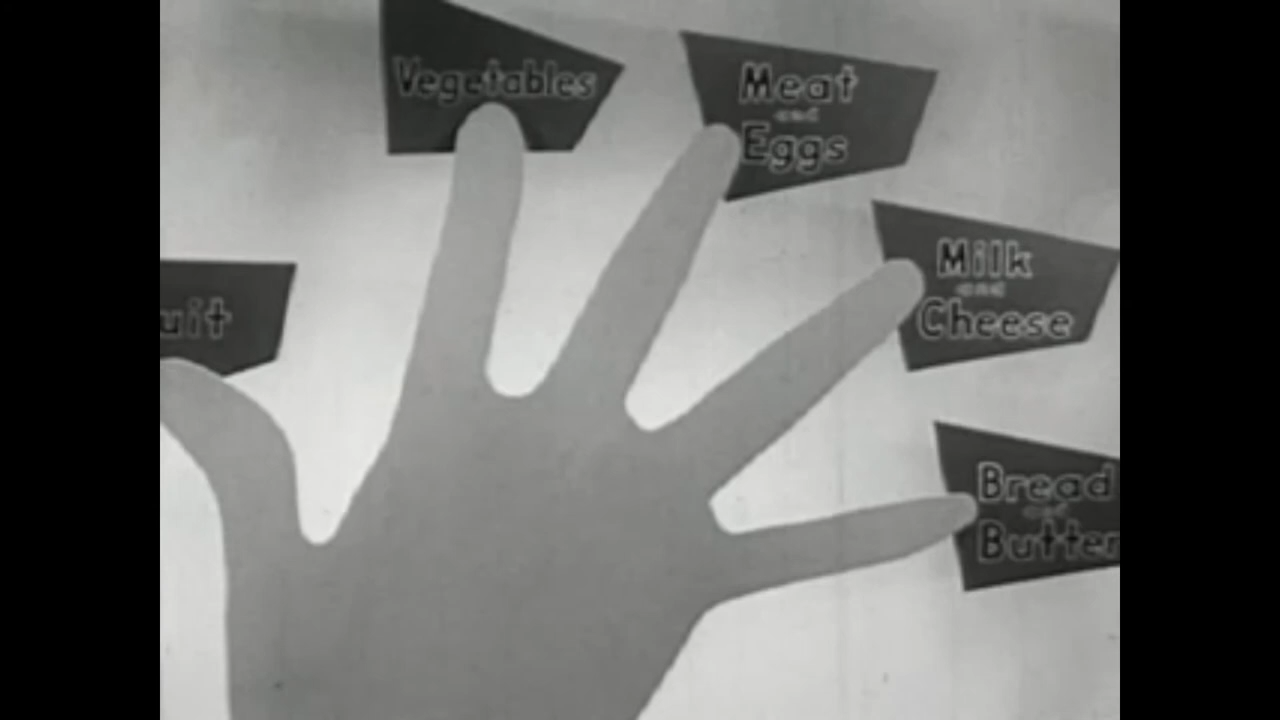 Vegetables
Meat
and
Eggs
Milk
and
Cheese
uit
Bread
and
Butter